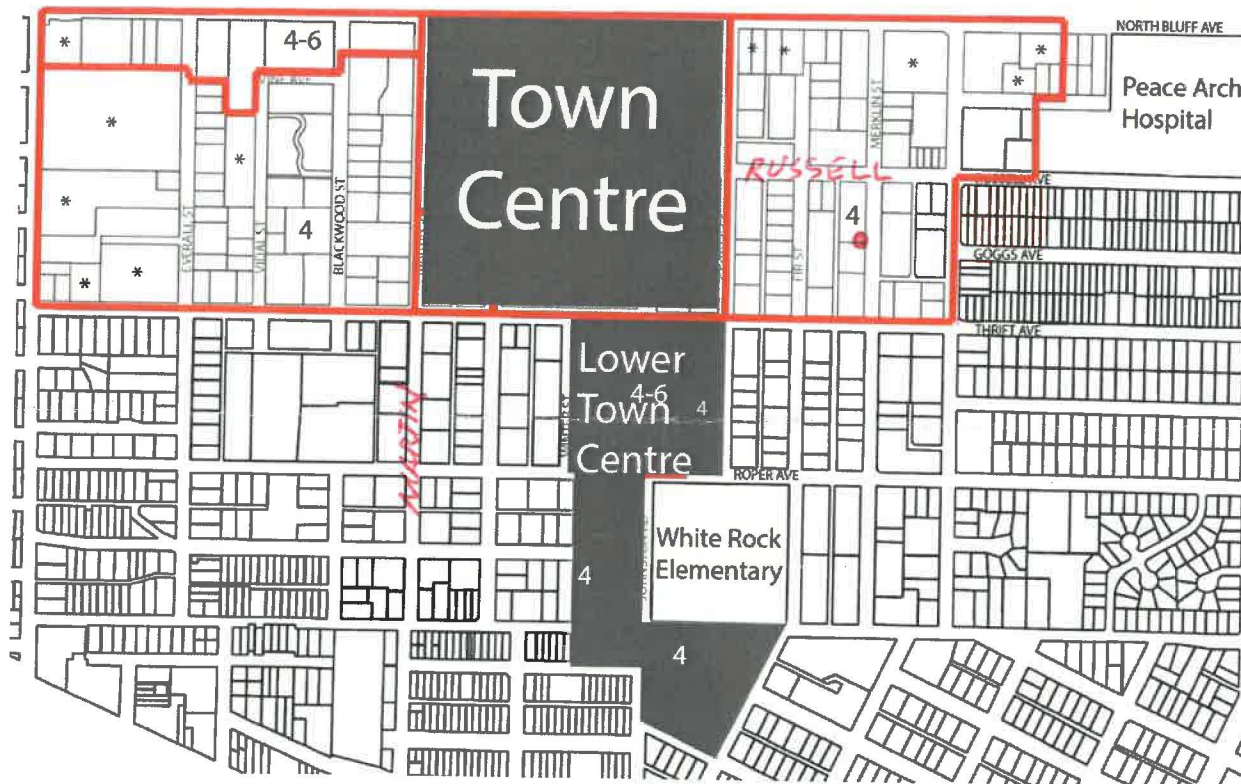 NORTH BLUFF AVE
*
4-6
* *
*
*
*
Town
Centre
Peace Arch
Hospital
*
*
MERKLIN ST
RUSSELL
*
EVERALL ST
VIDAL ST
4
BLACKWOOD ST
4
FIR ST
*
*
GOGGS AVE
THRIFT AVE
Lower
4-6
Town
4
Centre
MARTIN
ROPER AVE
White Rock
Elementary
4
4